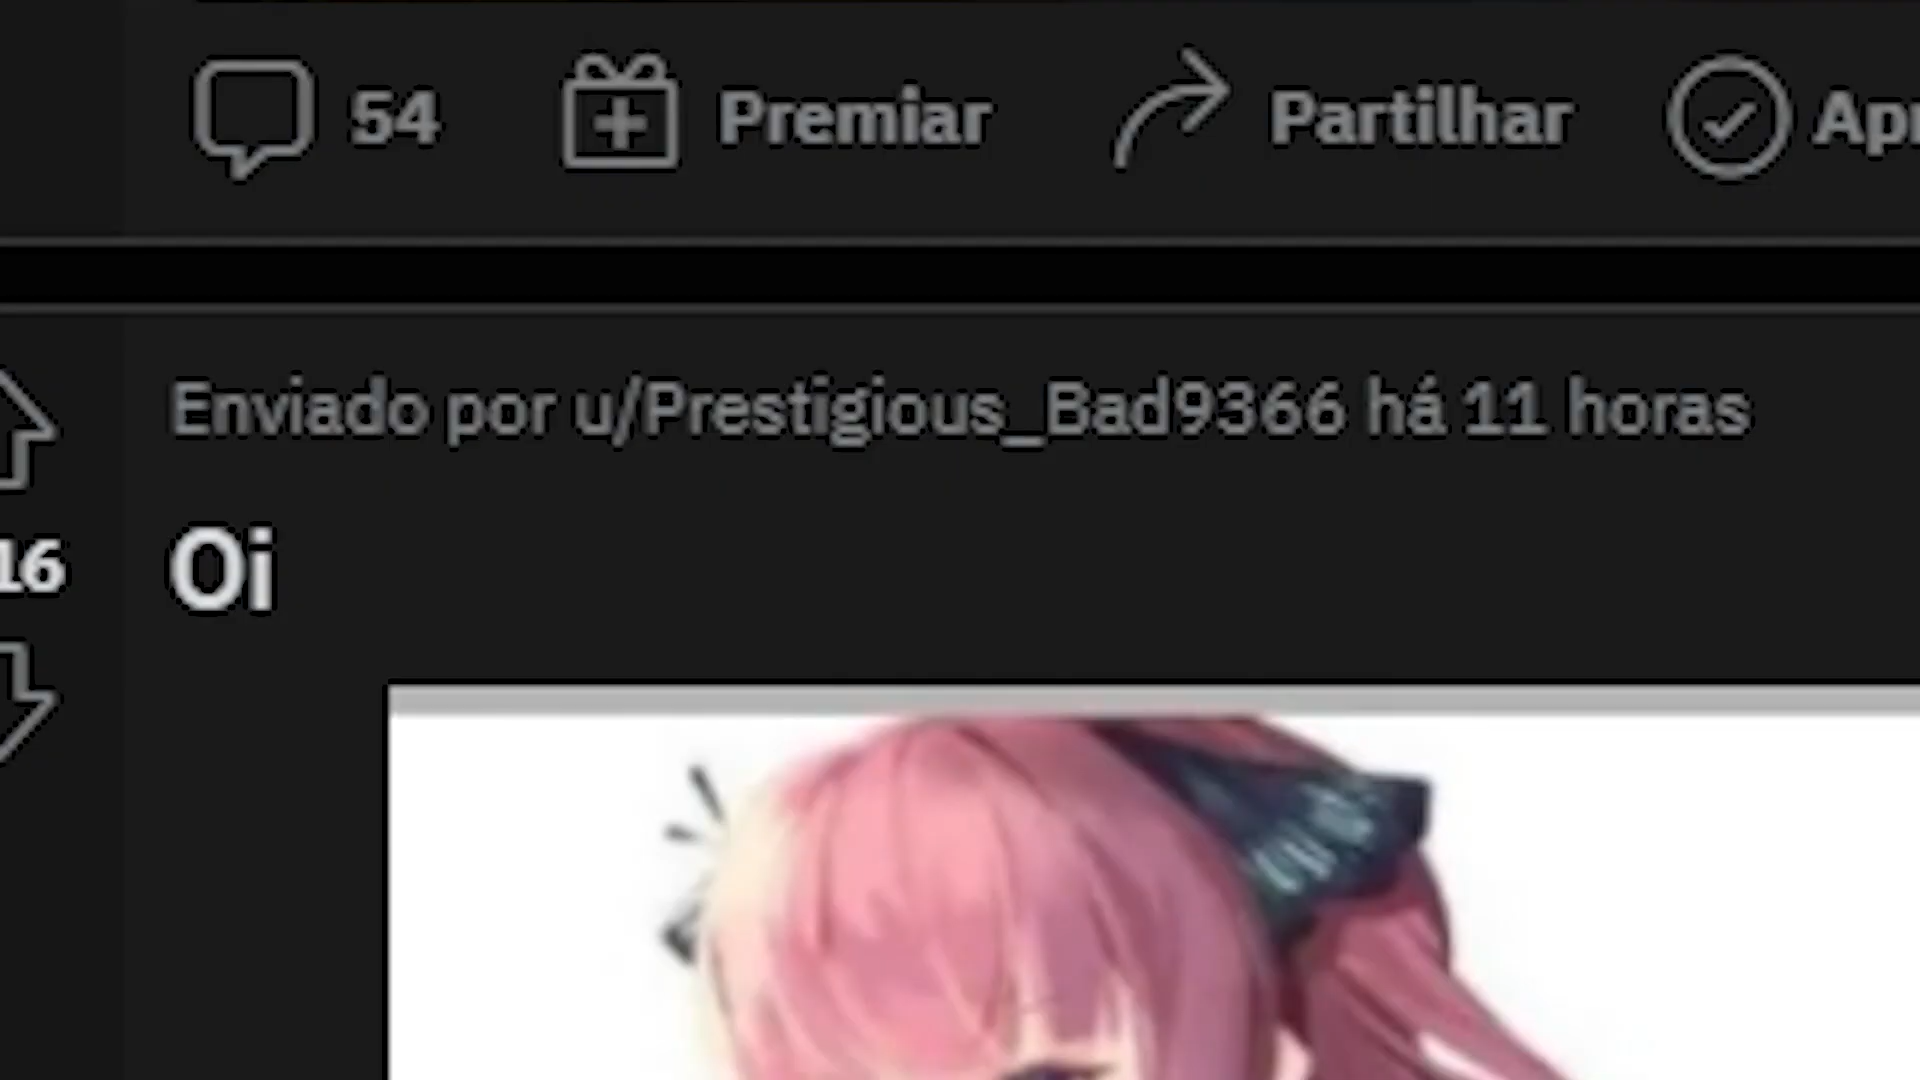 54 Premiar Partilhar
Enviado por u/Prestigious_Bad9366 há 11 horas
16
Oi